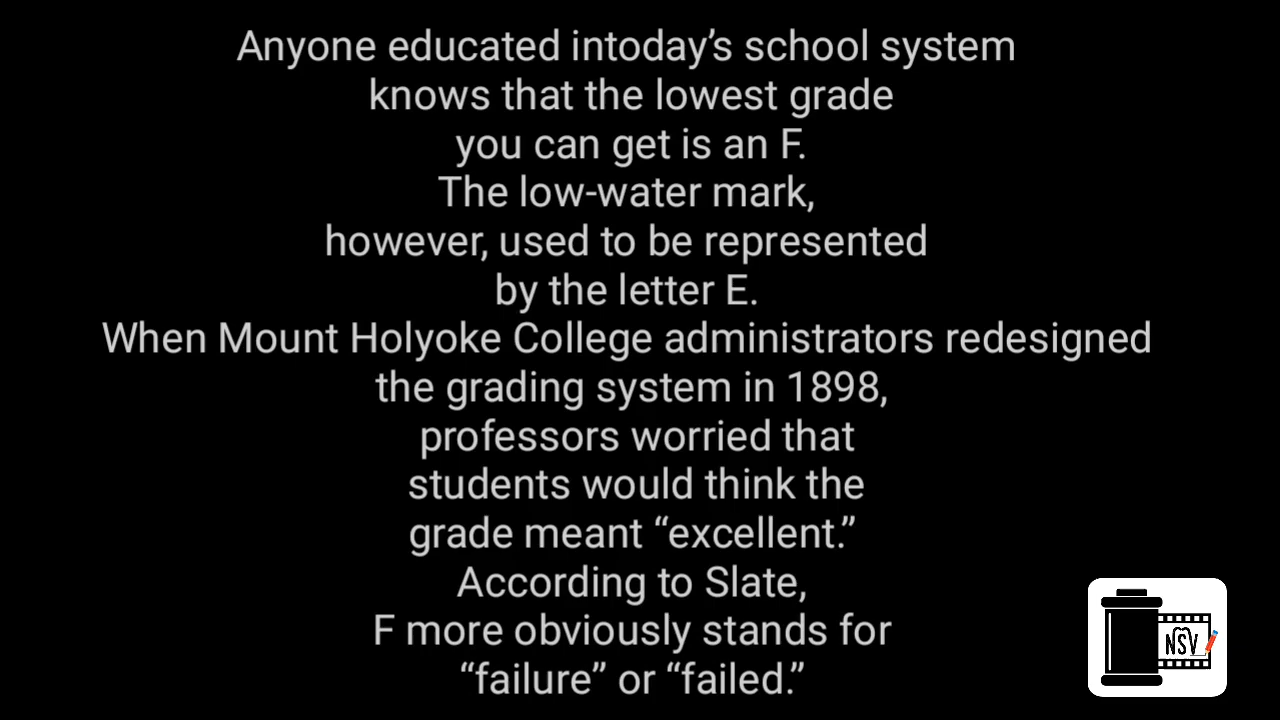 Anyone educated intoday’s school system
knows that the lowest grade
you can get is an F.
The low-water mark,
however, used to be represented
by the letter E.
When Mount Holyoke College administrators redesigned
the grading system in 1898,
professors worried that
students would think the
grade meant “excellent.”
According to Slate,
F more obviously stands for
“failure” or “failed.”
NSV